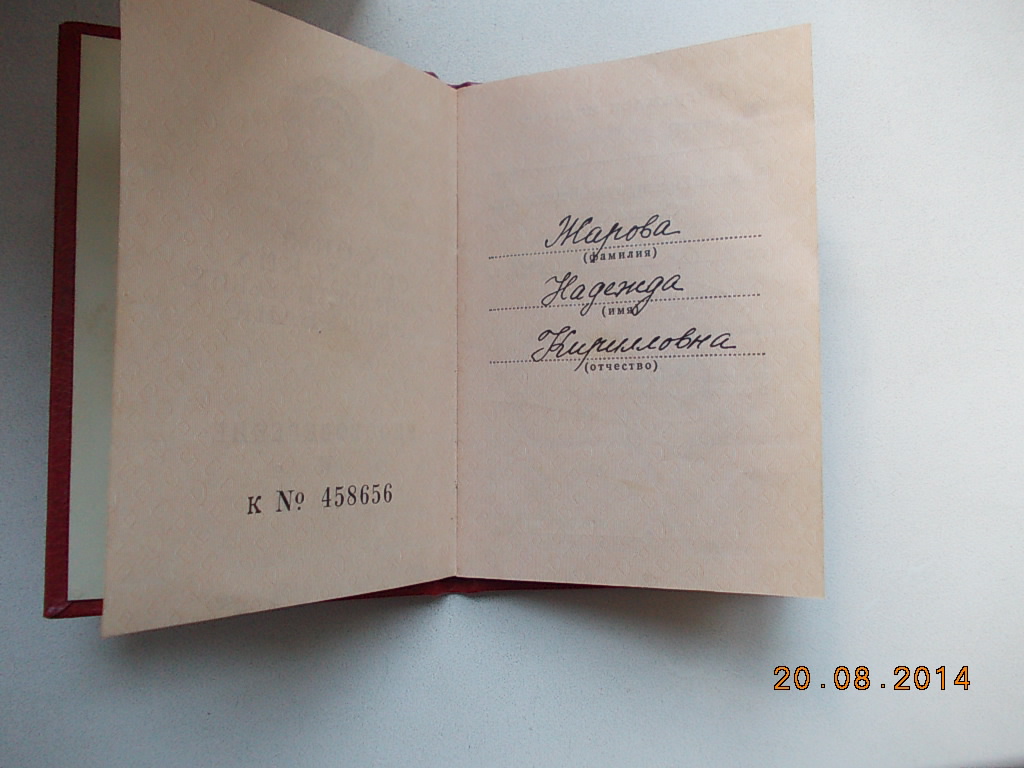 к № 458656
Жарова
(фамилия)
Надежда
(имя)
Кирилловна
(отчество)
20.08.2014